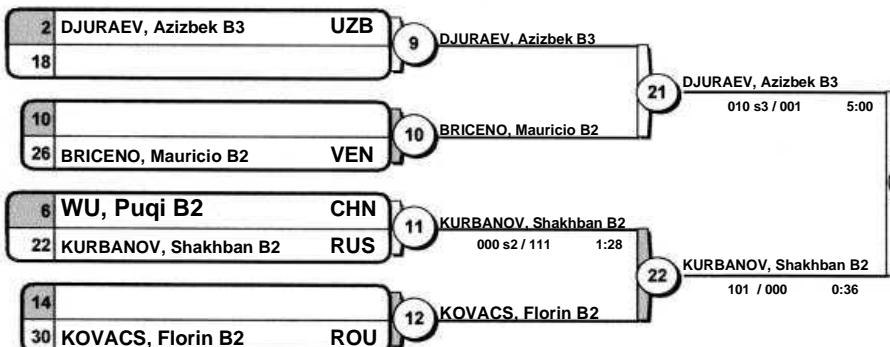 2 DJURAEV, Azizbek B3 UZB
18
9
DJURAEV, Azizbek B3
10
26 BRICENO, Mauricio B2 VEN
10
BRICENO, Mauricio B2
21
DJURAEV, Azizbek B3
010 s3 / 001 5:00
6 WU, Puqi B2 CHN
22 KURBANOV, Shakhban B2 RUS
11
KURBANOV, Shakhban B2
000 s2 / 111 1:28
14
30 KOVACS, Florin B2 ROU
12
KOVACS, Florin B2
22
KURBANOV, Shakhban B2
101 / 000 0:36